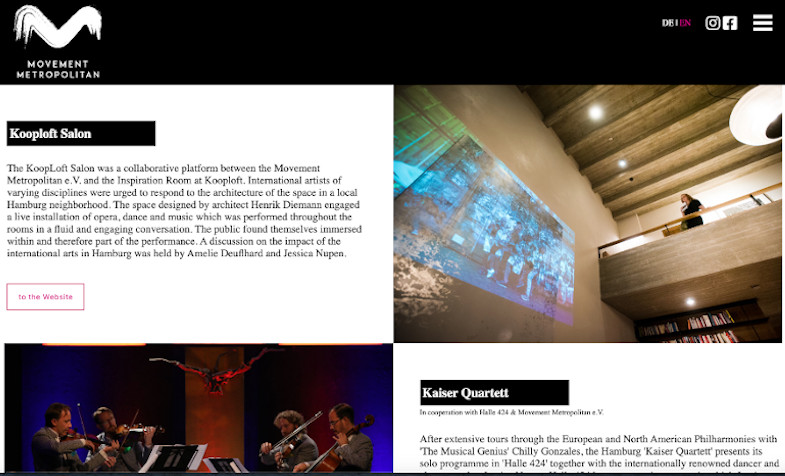 MOVEMENT
METROPOLITAN
DE | EN
Kooploft Salon
The KoopLoft Salon was a collaborative platform between the Movement
Metropolitan e.V. and the Inspiration Room at Kooploft. International artists of
varying disciplines were urged to respond to the architecture of the space in a local
Hamburg neighborhood. The space designed by architect Henrik Diemann engaged
a live installation of opera, dance and music which was performed throughout the
rooms in a fluid and engaging conversation. The public found themselves immersed
within and therefore part of the performance. A discussion on the impact of the
international arts in Hamburg was held by Amelie Deuflhard and Jessica Nupen.
to the Website
Kaiser Quartett
In cooperation with Halle 424 & Movement Metropolitan e.V.
After extensive tours through the European and North American Philharmonies with
'The Musical Genius' Chilly Gonzales, the Hamburg 'Kaiser Quartett' presents its
solo programme in 'Halle 424' together with the internationally renowned dancer and